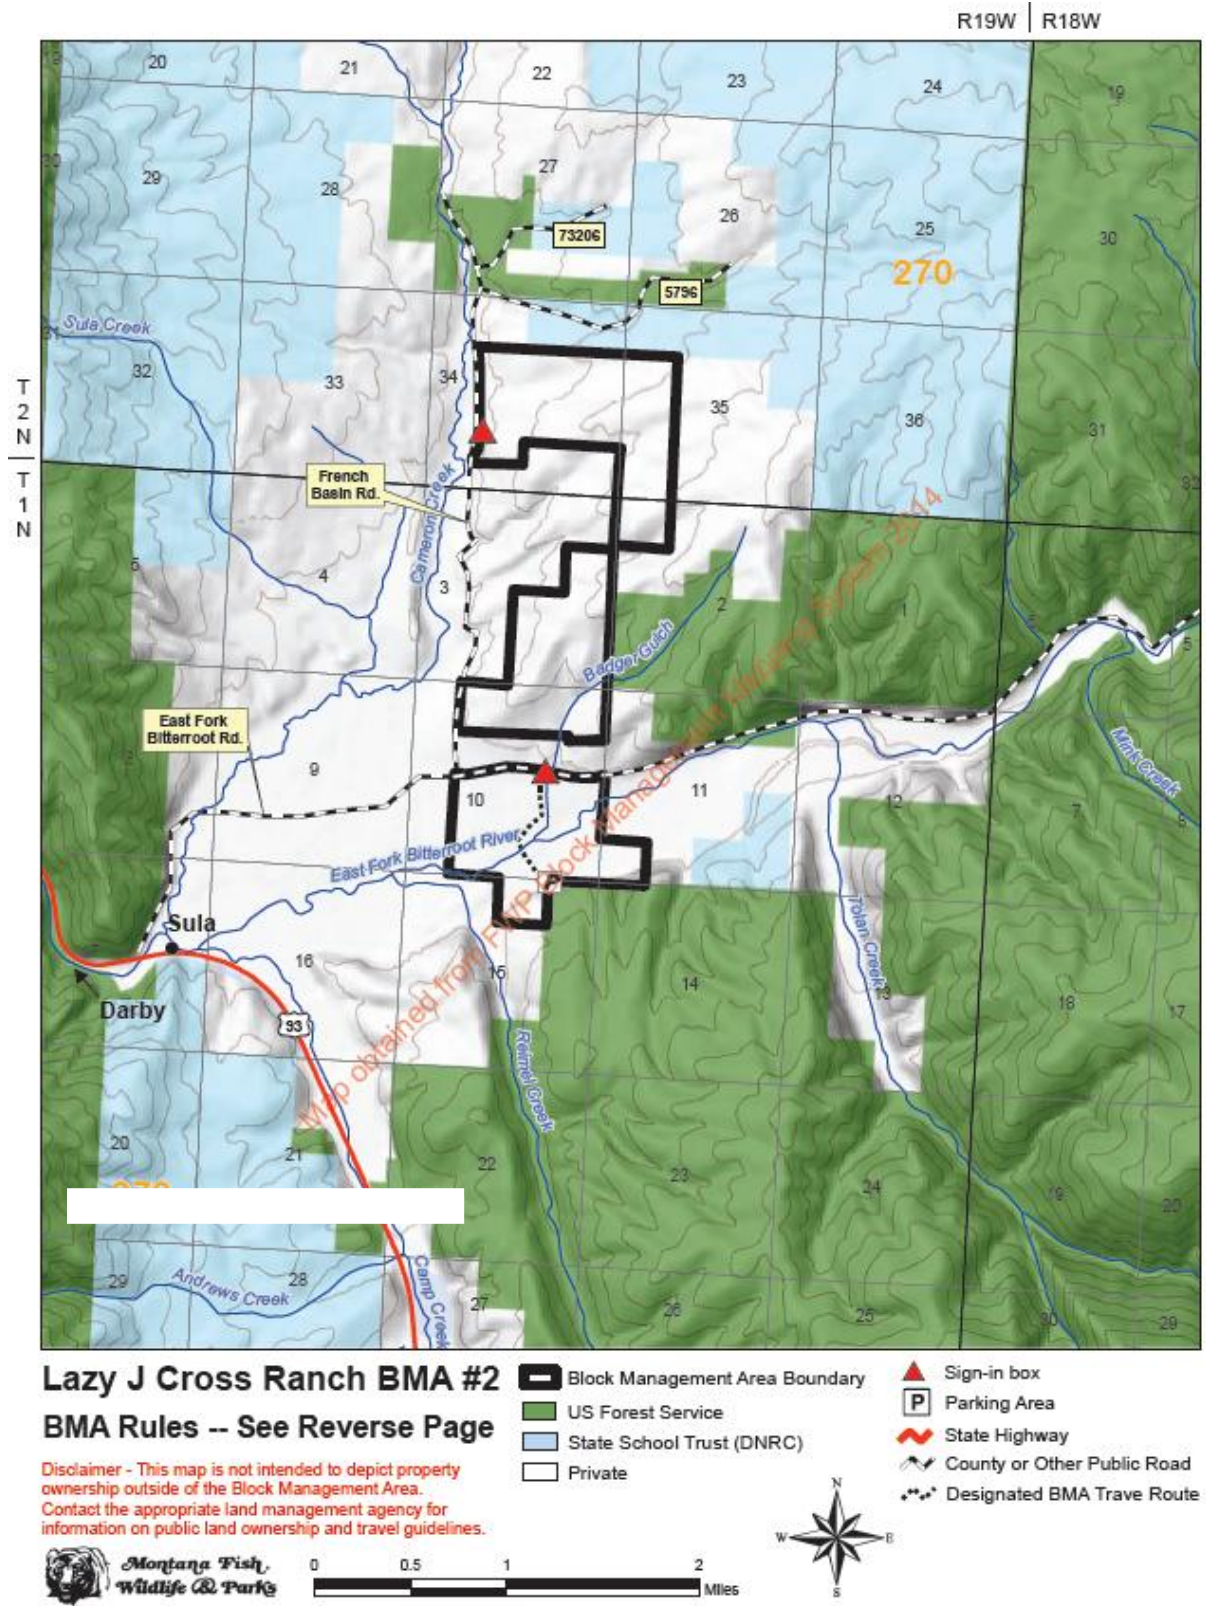 R19W R18W
20
21
22
23
24
19
30
29
28
27
26
25
30
73206
270
5796
31
Sula Creek
32
33
34
35
36
31
32
T
2
N
T
1
N
French
Basin Rd.
Cameron Creek
4
3
2
1
5
Badger Gulch
East Fork
Bitterroot Rd.
9
10
11
12
7
8
Mink Creek
East Fork Bitterroot River
Sula
16
15
14
Tolan Creek
18
17
Darby
93
Reimel Creek
Map obtained from FWP Block Management
20
21
22
23
24
19
20
29
Andrews Creek
28
Camp Creek
27
26
25
30
29
Lazy J Cross Ranch BMA #2
BMA Rules -- See Reverse Page
Disclaimer - This map is not intended to depict property
ownership outside of the Block Management Area.
Contact the appropriate land management agency for
information on public land ownership and travel guidelines.
Montana Fish,
Wildlife & Parks
Block Management Area Boundary
US Forest Service
State School Trust (DNRC)
Private
Sign-in box
P Parking Area
State Highway
County or Other Public Road
Designated BMA Trave Route
N
W E
S
0 0.5 1 2
Miles